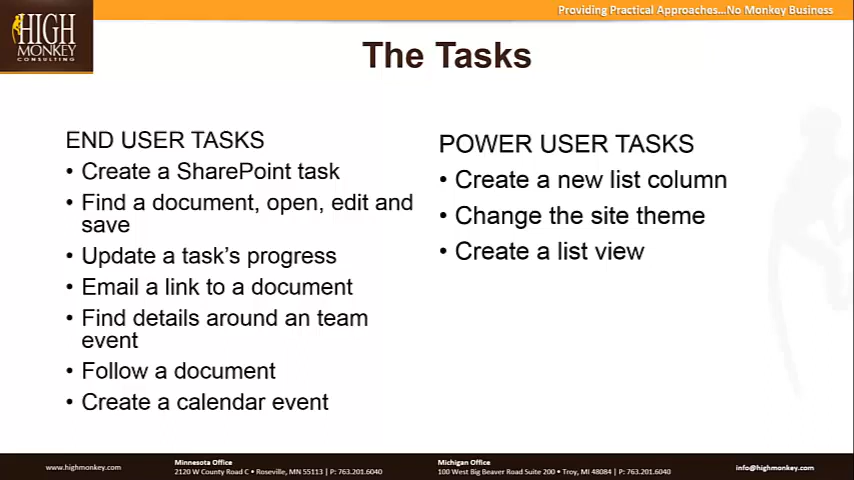 Providing Practical Approaches...No Monkey Business
HIGH
MONKEY
CONSULTING
The Tasks
END USER TASKS
• Create a SharePoint task
• Find a document, open, edit and
save
• Update a task's progress
• Email a link to a document
• Find details around an team
event
• Follow a document
• Create a calendar event
POWER USER TASKS
• Create a new list column
• Change the site theme
• Create a list view
www.highmonkey.com
Minnesota Office
2120 W County Road C • Roseville, MN 55113 | P: 763.201.6040
Michigan Office
100 West Big Beaver Road Suite 200 • Troy, MI 48084 | P: 763.201.6040
info@highmonkey.com